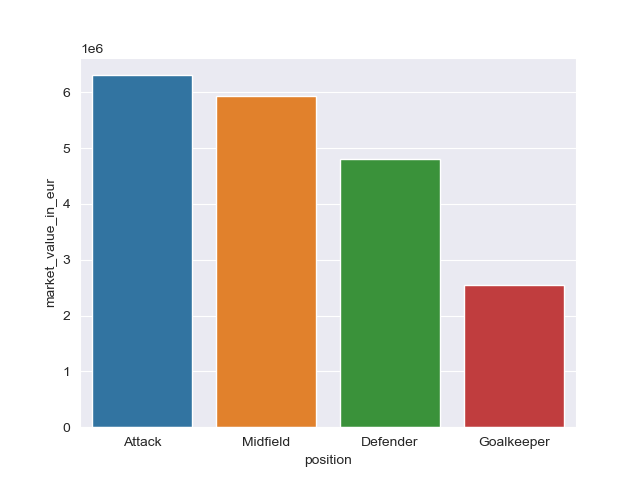 1e6
6
5
4
3
2
1
0
market_value_in_eur
Attack Midfield Defender Goalkeeper
position